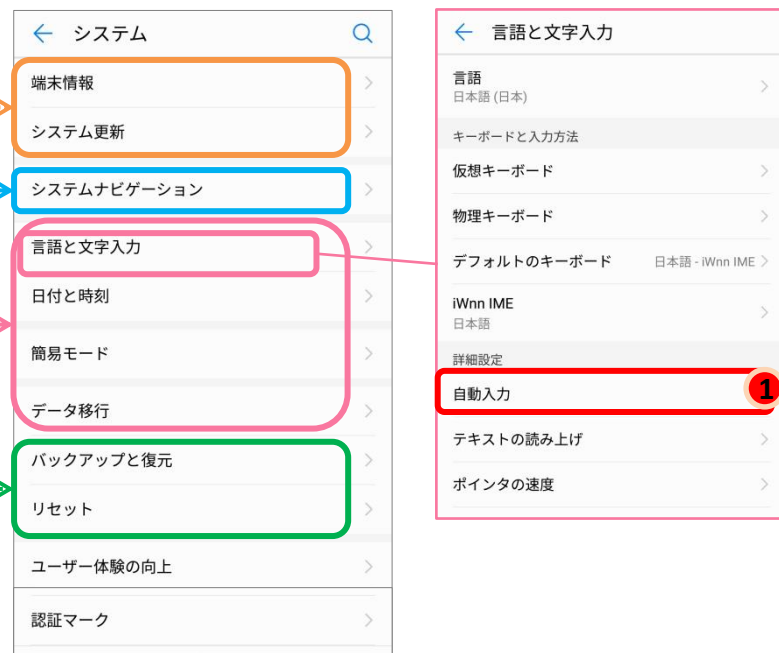 システム
端末情報
システム更新
システムナビゲーション
言語と文字入力
日付と時刻
簡易モード
データ移行
バックアップと復元
リセット
ユーザー体験の向上
認証マーク
言語と文字入力
言語
日本語 (日本)
キーボードと入力方法
仮想キーボード
物理キーボード
デフォルトのキーボード 日本語 - iWnn IME
iWnn IME
日本語
詳細設定
自動入力 1
テキストの読み上げ
ポインタの速度